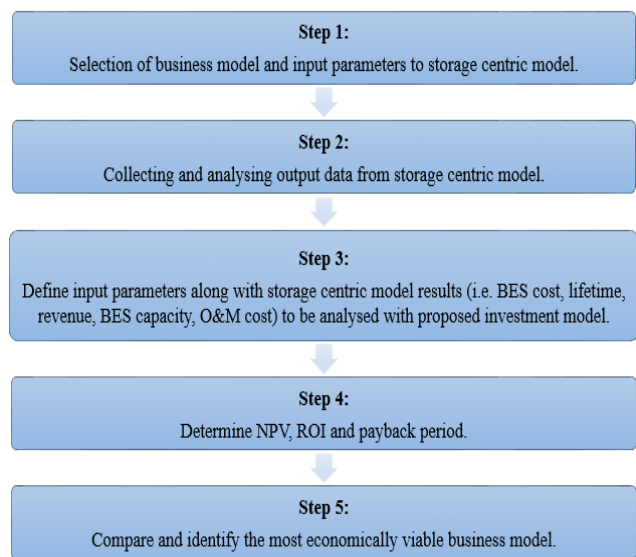 Step 1:
Selection of business model and input parameters to storage centric model.
Step 2:
Collecting and analysing output data from storage centric model.
Step 3:
Define input parameters along with storage centric model results (i.e. BES cost, lifetime,
revenue, BES capacity, O&M cost) to be analysed with proposed investment model.
Step 4:
Determine NPV, ROI and payback period.
Step 5:
Compare and identify the most economically viable business model.